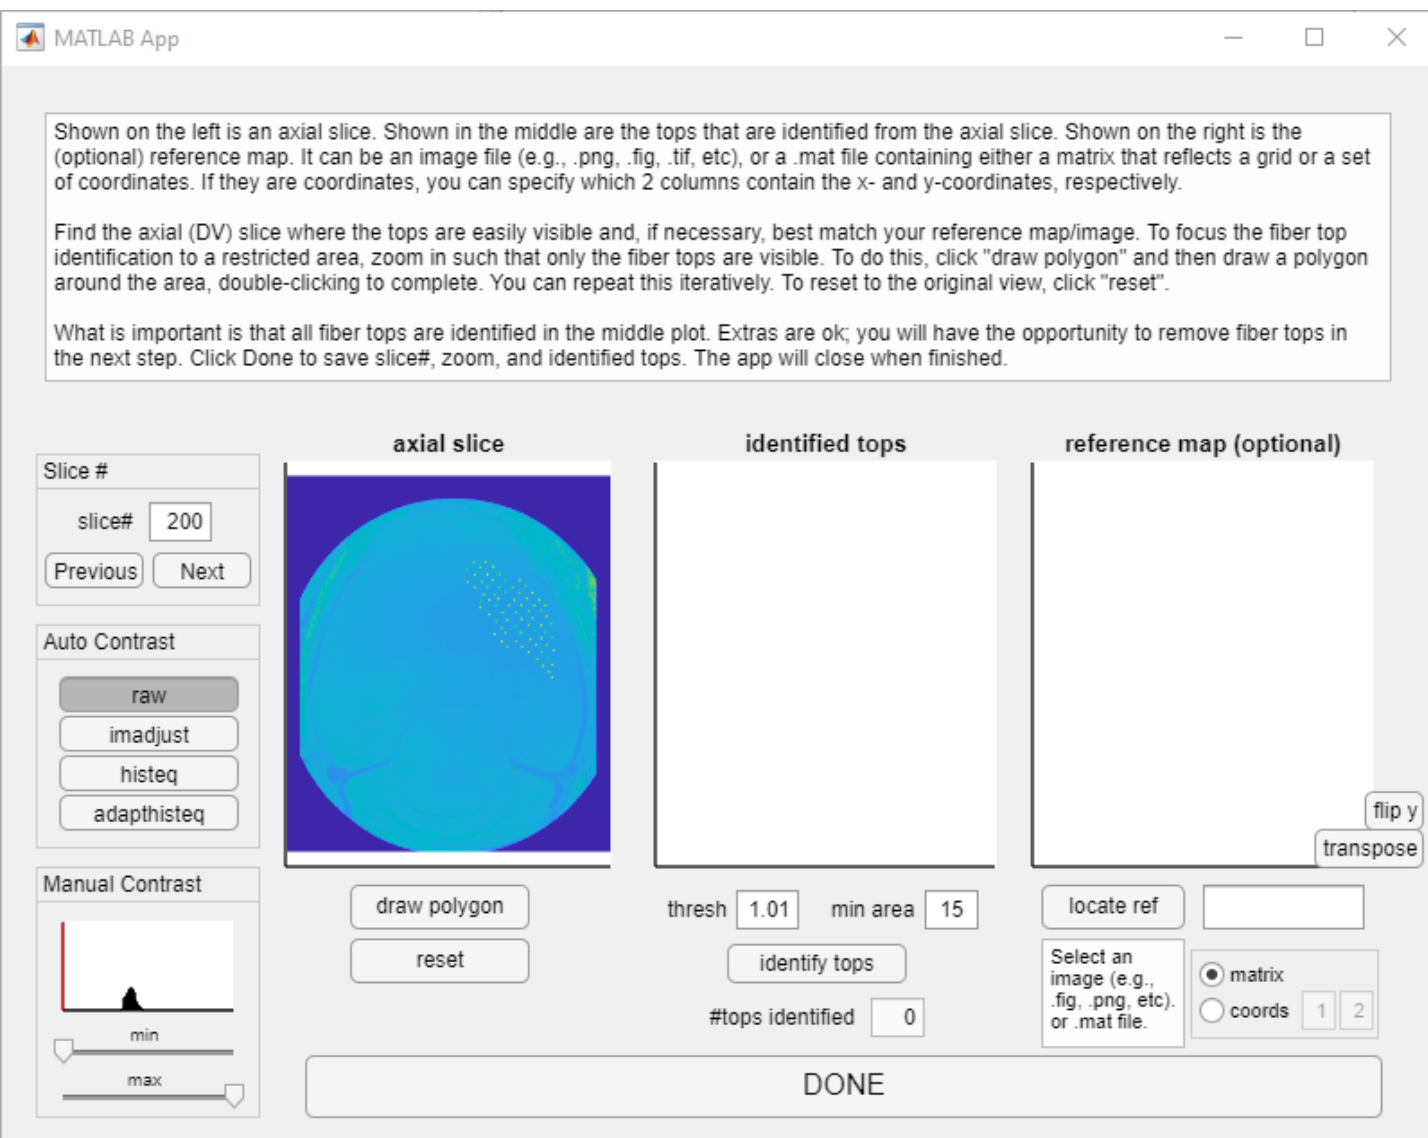 MATLAB App
Shown on the left is an axial slice. Shown in the middle are the tops that are identified from the axial slice. Shown on the right is the
(optional) reference map. It can be an image file (e.g., .png, .fig, .tif, etc), or a .mat file containing either a matrix that reflects a grid or a set
of coordinates. If they are coordinates, you can specify which 2 columns contain the x- and y-coordinates, respectively.
Find the axial (DV) slice where the tops are easily visible and, if necessary, best match your reference map/image. To focus the fiber top
identification to a restricted area, zoom in such that only the fiber tops are visible. To do this, click "draw polygon" and then draw a polygon
around the area, double-clicking to complete. You can repeat this iteratively. To reset to the original view, click "reset".
What is important is that all fiber tops are identified in the middle plot. Extras are ok; you will have the opportunity to remove fiber tops in
the next step. Click Done to save slice#, zoom, and identified tops. The app will close when finished.
Slice #
slice# 200
Previous Next
Auto Contrast
raw
imadjust
histeq
adapthisteq
Manual Contrast
min
max
axial slice
draw polygon
reset
identified tops
thresh 1.01 min area 15
identify tops
#tops identified 0
reference map (optional)
flip y
transpose
locate ref
Select an
image (e.g.,
.fig, .png, etc).
or .mat file.
matrix
coords 1 2
DONE